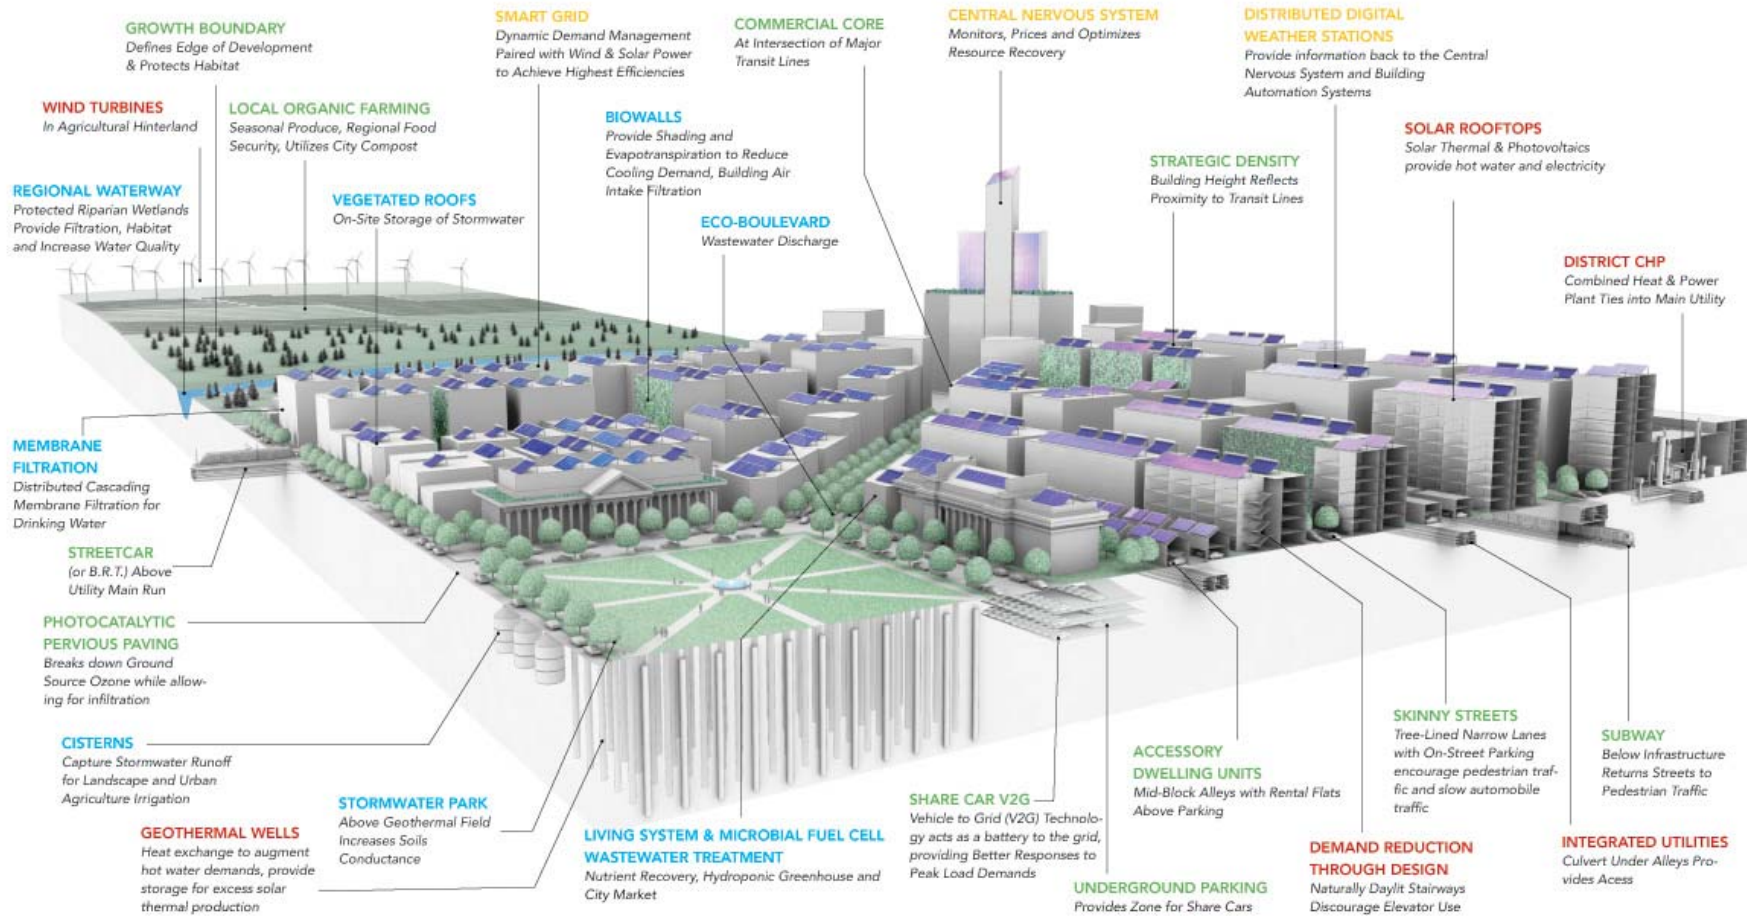 GROWTH BOUNDARY
Defines Edge of Development
& Protects Habitat
SMART GRID
Dynamic Demand Management
Paired with Wind & Solar Power
to Achieve Highest Efficiencies
COMMERCIAL CORE
At Intersection of Major
Transit Lines
CENTRAL NERVOUS SYSTEM
Monitors, Prices and Optimizes
Resource Recovery
DISTRIBUTED DIGITAL
WEATHER STATIONS
Provide information back to the Central
Nervous System and Building
Automation Systems
WIND TURBINES
In Agricultural Hinterland
LOCAL ORGANIC FARMING
Seasonal Produce, Regional Food
Security, Utilizes City Compost
BIOWALLS
Provide Shading and
Evapotranspiration to Reduce
Cooling Demand, Building Air
Intake Filtration
SOLAR ROOFTOPS
Solar Thermal & Photovoltaics
provide hot water and electricity
STRATEGIC DENSITY
Building Height Reflects
Proximity to Transit Lines
REGIONAL WATERWAY
Protected Riparian Wetlands
Provide Filtration, Habitat
and Increase Water Quality
VEGETATED ROOFS
On-Site Storage of Stormwater
ECO-BOULEVARD
Wastewater Discharge
DISTRICT CHP
Combined Heat & Power
Plant Ties into Main Utility
MEMBRANE
FILTRATION
Distributed Cascading
Membrane Filtration for
Drinking Water
STREETCAR
(or B.R.T.) Above
Utility Main Run
PHOTOCATALYTIC
PERVIOUS PAVING
Breaks down Ground
Source Ozone while allow-
ing for infiltration
CISTERNS
Capture Stormwater Runoff
for Landscape and Urban
Agriculture Irrigation
GEOTHERMAL WELLS
Heat exchange to augment
hot water demands, provide
storage for excess solar
thermal production
STORMWATER PARK
Above Geothermal Field
Increases Soils
Conductance
LIVING SYSTEM & MICROBIAL FUEL CELL
WASTEWATER TREATMENT
Nutrient Recovery, Hydroponic Greenhouse and
City Market
SHARE CAR V2G
Vehicle to Grid (V2G) Technolo-
gy acts as a battery to the grid,
providing Better Responses to
Peak Load Demands
UNDERGROUND PARKING
Provides Zone for Share Cars
ACCESSORY
DWELLING UNITS
Mid-Block Alleys with Rental Flats
Above Parking
DEMAND REDUCTION
THROUGH DESIGN
Naturally Daylit Stairways
Discourage Elevator Use
SKINNY STREETS
Tree-Lined Narrow Lanes
with On-Street Parking
encourage pedestrian traf-
fic and slow automobile
traffic
INTEGRATED UTILITIES
Culvert Under Alleys Pro-
vides Acess
SUBWAY
Below Infrastructure
Returns Streets to
Pedestrian Traffic